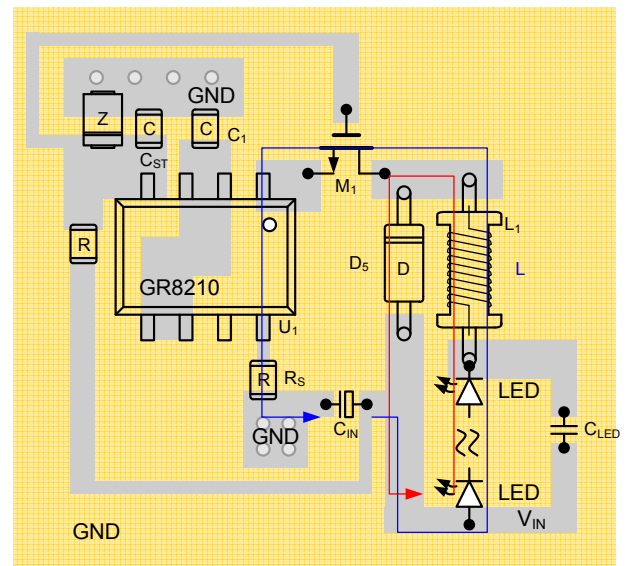 GND
Z
C
C
C1
CST
M1
R
L1
D5
D
L
GR8210
U1
R
RS
LED
CIN
CLED
GND
LED
VIN
GND